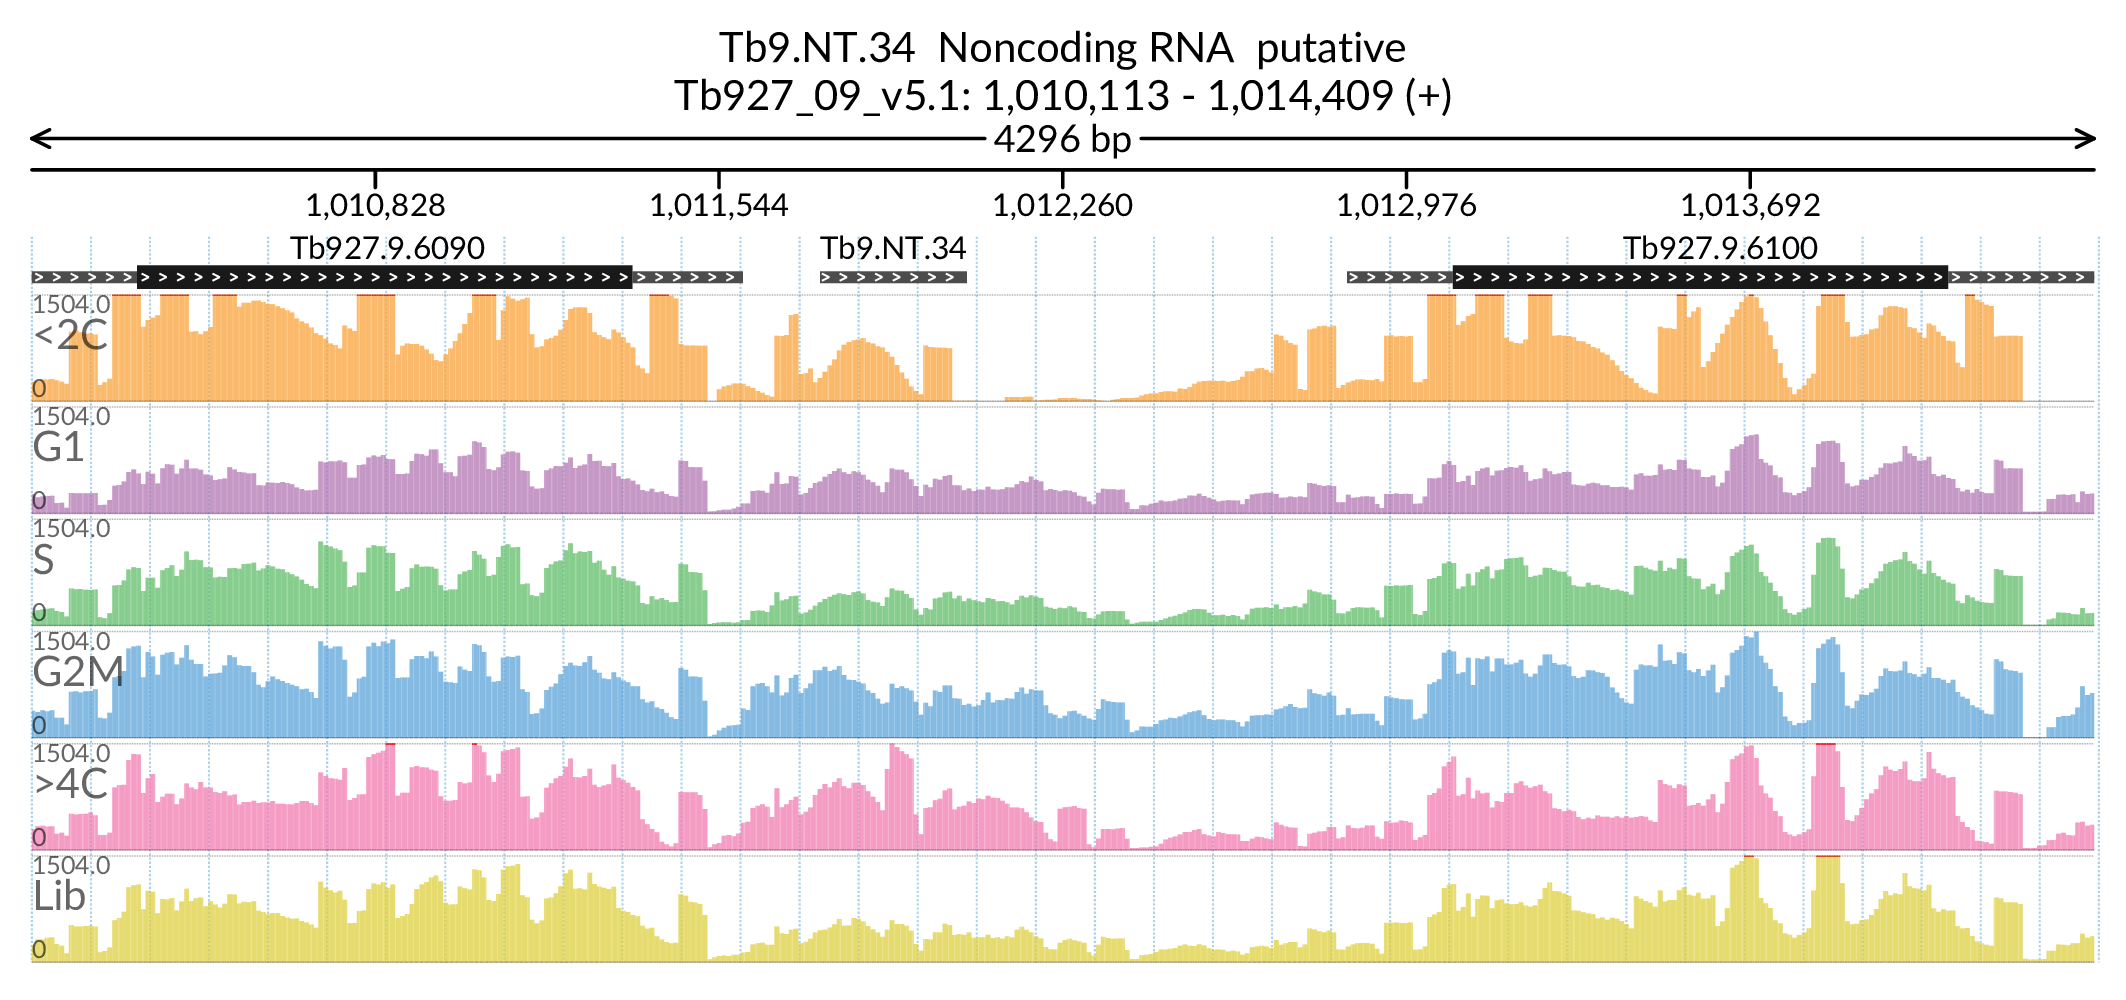 Tb9.NT.34 Noncoding RNA putative
Tb927_09_v5.1: 1,010,113 - 1,014,409 (+)
4296 bp
1,010,828 1,011,544 1,012,260 1,012,976 1,013,692
Tb927.9.6090 Tb9.NT.34 Tb927.9.6100
1504.0
<2C
0
1504.0
G1
0
1504.0
S
0
1504.0
G2M
0
1504.0
>4C
0
1504.0
Lib
0